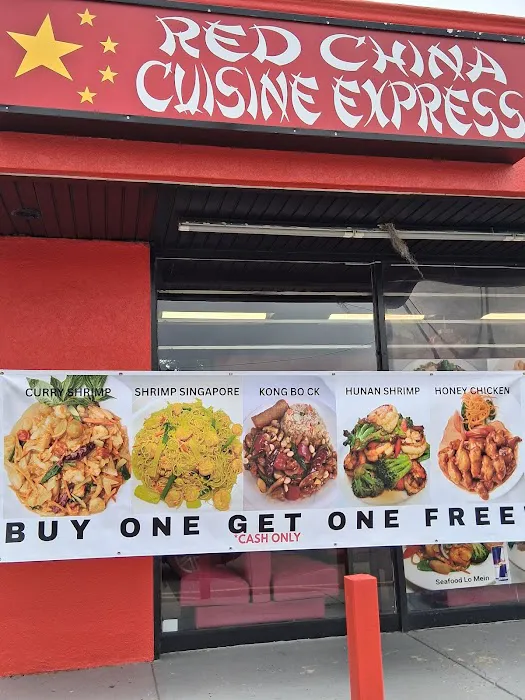 RED CHINA
CUISINE EXPRESS
CURRY SHRIMP
SHRIMP SINGAPORE
KONG BO CK
HUNAN SHRIMP
HONEY CHICKEN
BUY ONE GET ONE FREE
*CASH ONLY
Seafood Lo Mein